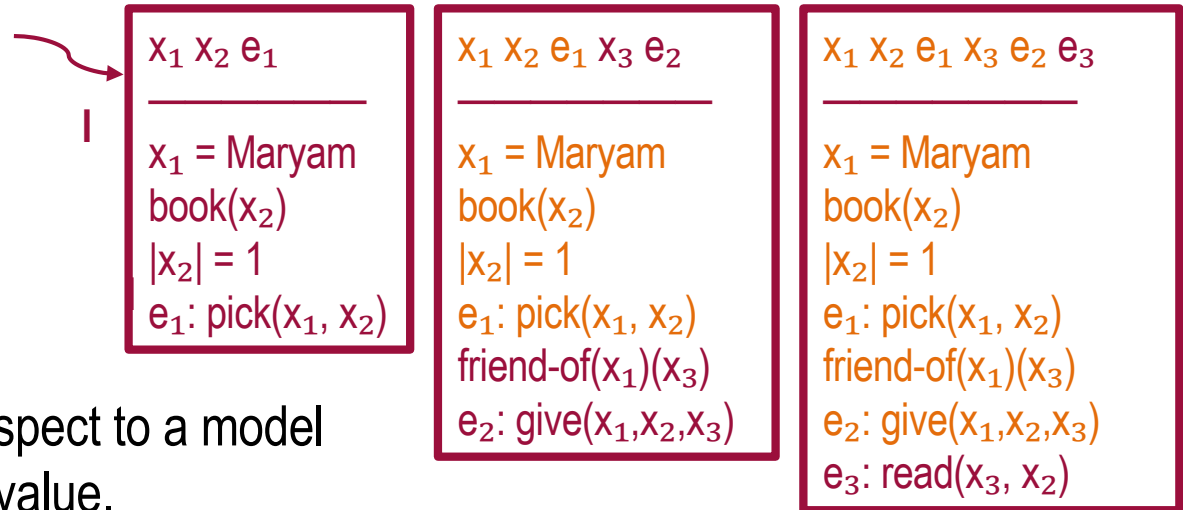 I
x₁ x₂ e₁
x₁ = Maryam
book(x₂)
|x₂| = 1
e₁: pick(x₁, x₂)
x₁ x₂ e₁ x₃ e₂
x₁ = Maryam
book(x₂)
|x₂| = 1
e₁: pick(x₁, x₂)
friend-of(x₁)(x₃)
e₂: give(x₁,x₂,x₃)
x₁ x₂ e₁ x₃ e₂ e₃
x₁ = Maryam
book(x₂)
|x₂| = 1
e₁: pick(x₁, x₂)
friend-of(x₁)(x₃)
e₂: give(x₁,x₂,x₃)
e₃: read(x₃, x₂)
spect to a model
value.